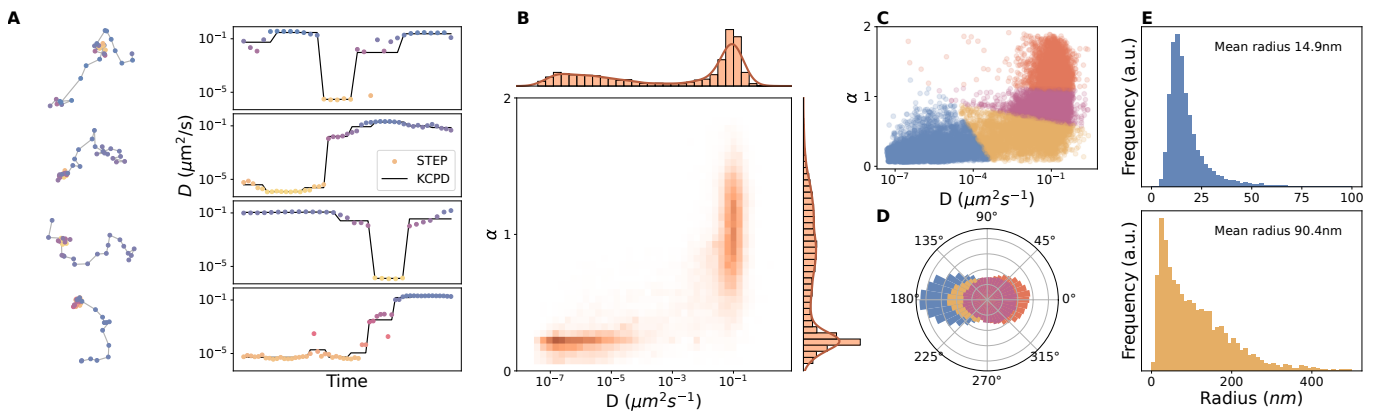 A
D (μm²/s)
10⁻¹
10⁻⁵
10⁻¹
10⁻⁵
STEP
KCPD
10⁻¹
10⁻⁵
10⁻¹
10⁻⁵
Time
B
2
α
1
0
10⁻⁷
10⁻⁵
10⁻³
10⁻¹
D (μm²s⁻¹)
C
2
α
1
0
10⁻⁷
10⁻⁴
10⁻¹
D (μm²s⁻¹)
D
90°
135°
45°
180°
0°
225°
315°
270°
E
Frequency (a.u.)
Mean radius 14.9nm
0
25
50
75
100
Frequency (a.u.)
Mean radius 90.4nm
0
200
400
Radius (nm)